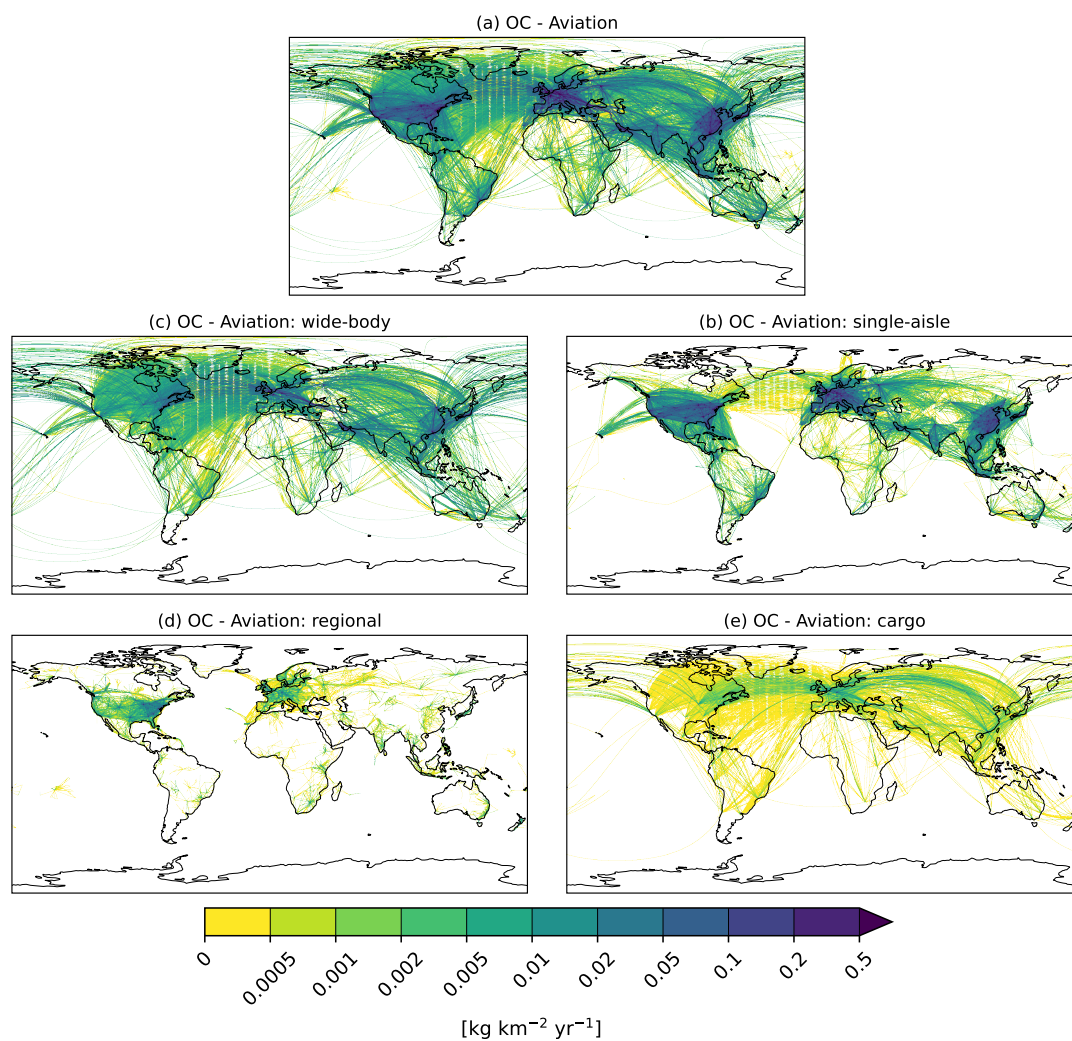 (a) OC - Aviation
(c) OC - Aviation: wide-body
(b) OC - Aviation: single-aisle
(d) OC - Aviation: regional
(e) OC - Aviation: cargo
0
0.0005
0.001
0.002
0.005
0.01
0.02
0.05
0.1
0.2
0.5
[kg km⁻² yr⁻¹]